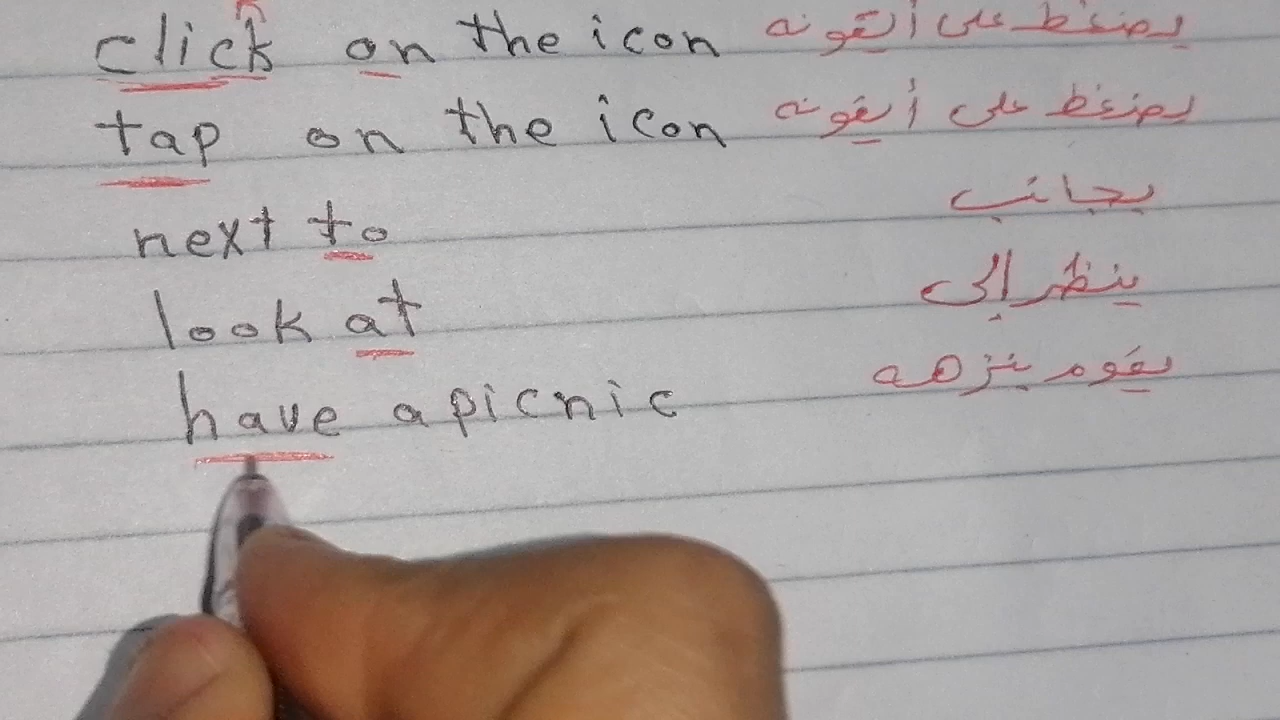 click on the icon يضغط على أيقونه
tap on the icon يضغط على أيقونه
next to بجانب
look at ينظر إلى
have a picnic يقوم بنزهه